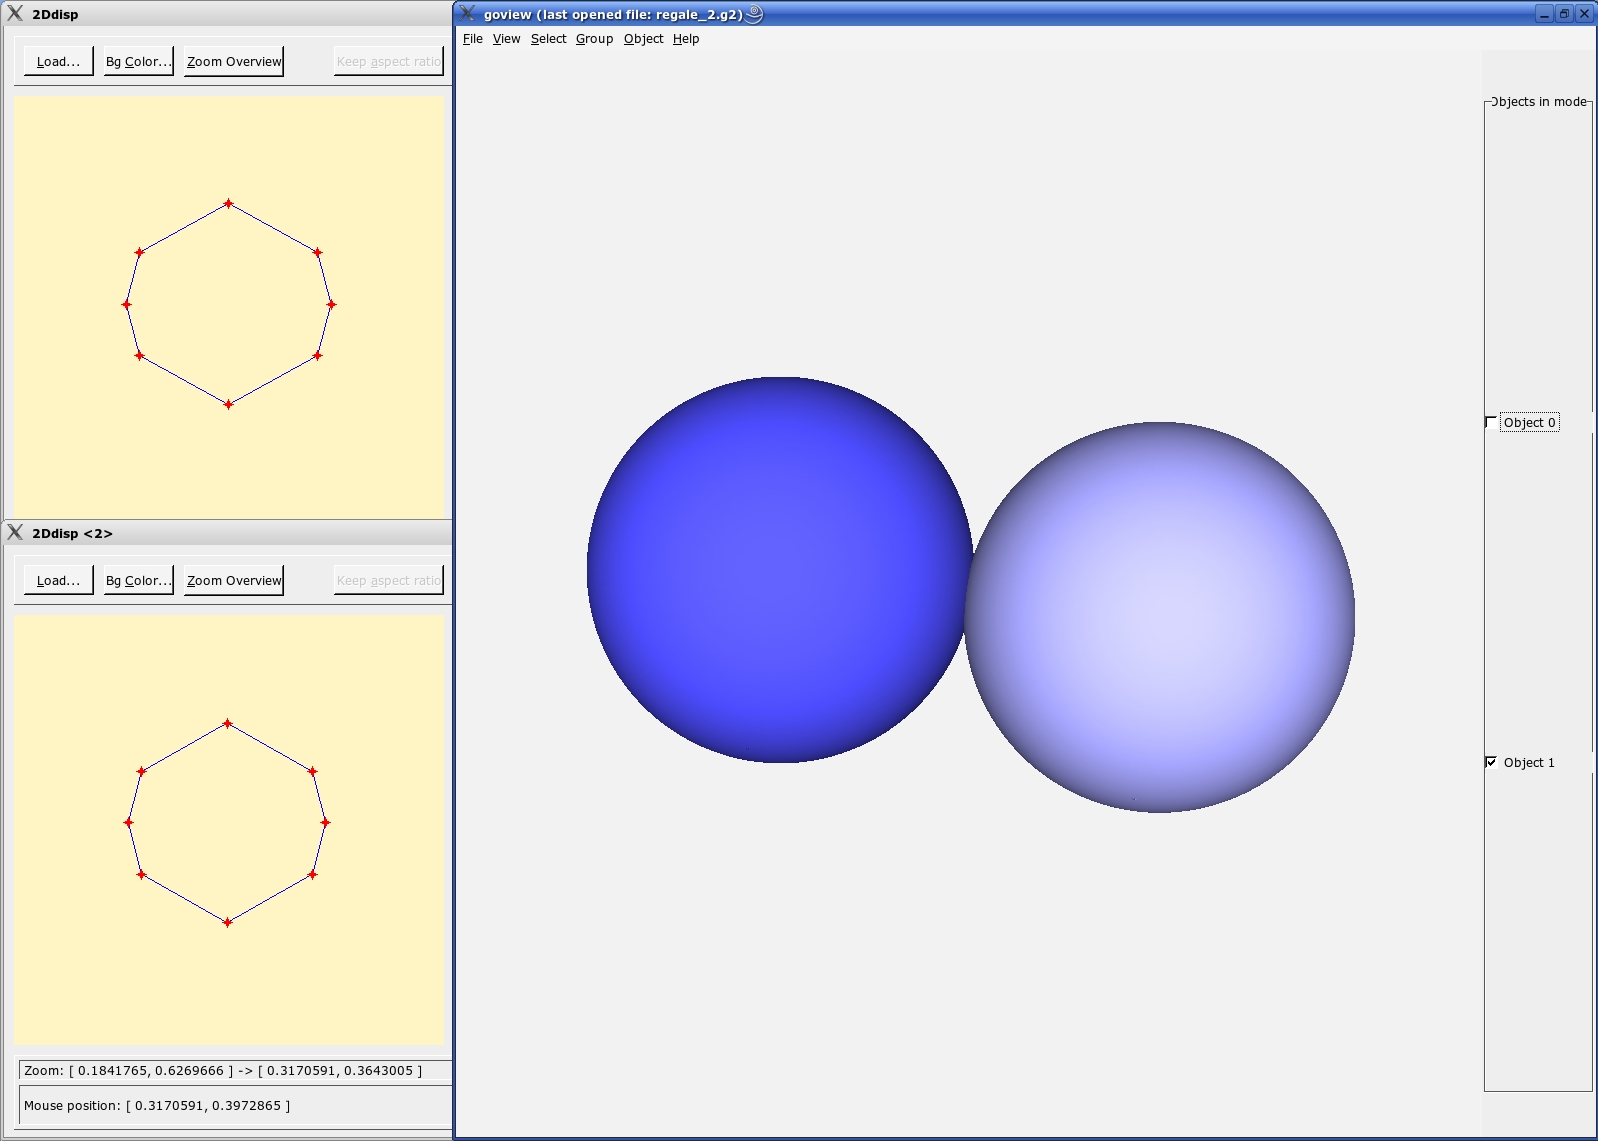 2Ddisp
Load...
Bg Color...
Zoom Overview
Keep aspect ratio
2Ddisp <2>
Load...
Bg Color...
Zoom Overview
Keep aspect ratio
Zoom: [ 0.1841765, 0.6269666 ] -> [ 0.3170591, 0.3643005 ]
Mouse position: [ 0.3170591, 0.3972865 ]
goview (last opened file: regale_2.g2)
File View Select Group Object Help
Objects in mode
Object 0
Object 1